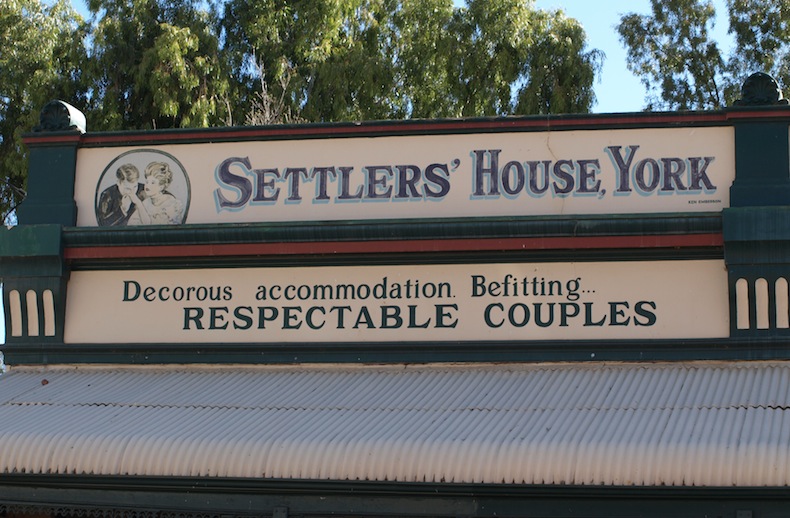 SETTLERS' HOUSE, YORK
Decorous accommodation. Befitting...
RESPECTABLE COUPLES